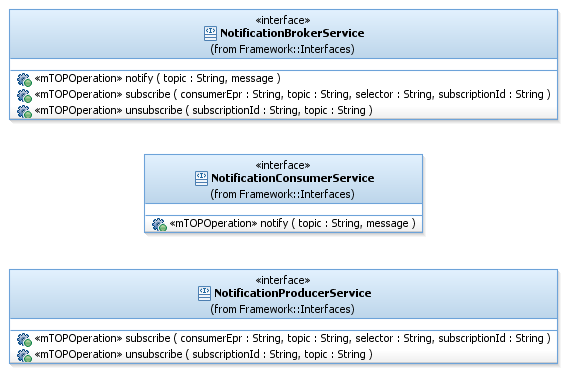 «interface»
NotificationBrokerService
(from Framework::Interfaces)
«mTOPOperation» notify ( topic : String, message )
«mTOPOperation» subscribe ( consumerEpr : String, topic : String, selector : String, subscriptionId : String )
«mTOPOperation» unsubscribe ( subscriptionId : String, topic : String )
«interface»
NotificationConsumerService
(from Framework::Interfaces)
«mTOPOperation» notify ( topic : String, message )
«interface»
NotificationProducerService
(from Framework::Interfaces)
«mTOPOperation» subscribe ( consumerEpr : String, topic : String, selector : String, subscriptionId : String )
«mTOPOperation» unsubscribe ( subscriptionId : String, topic : String )